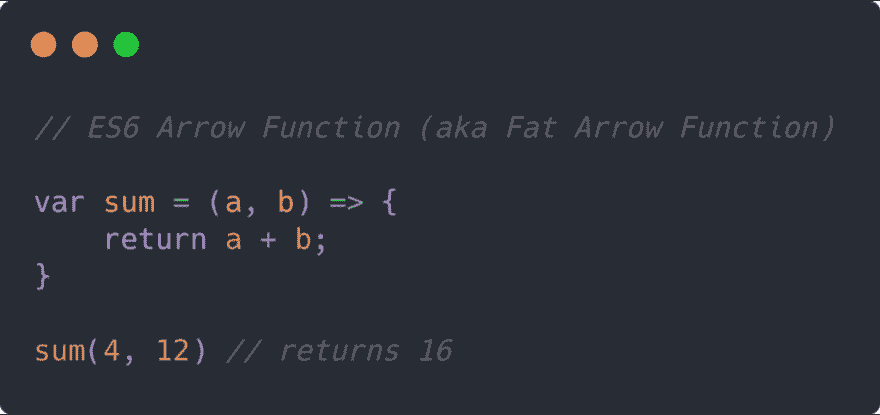 // ES6 Arrow Function (aka Fat Arrow Function)
var sum = (a, b) => {
    return a + b;
}
sum(4, 12) // returns 16